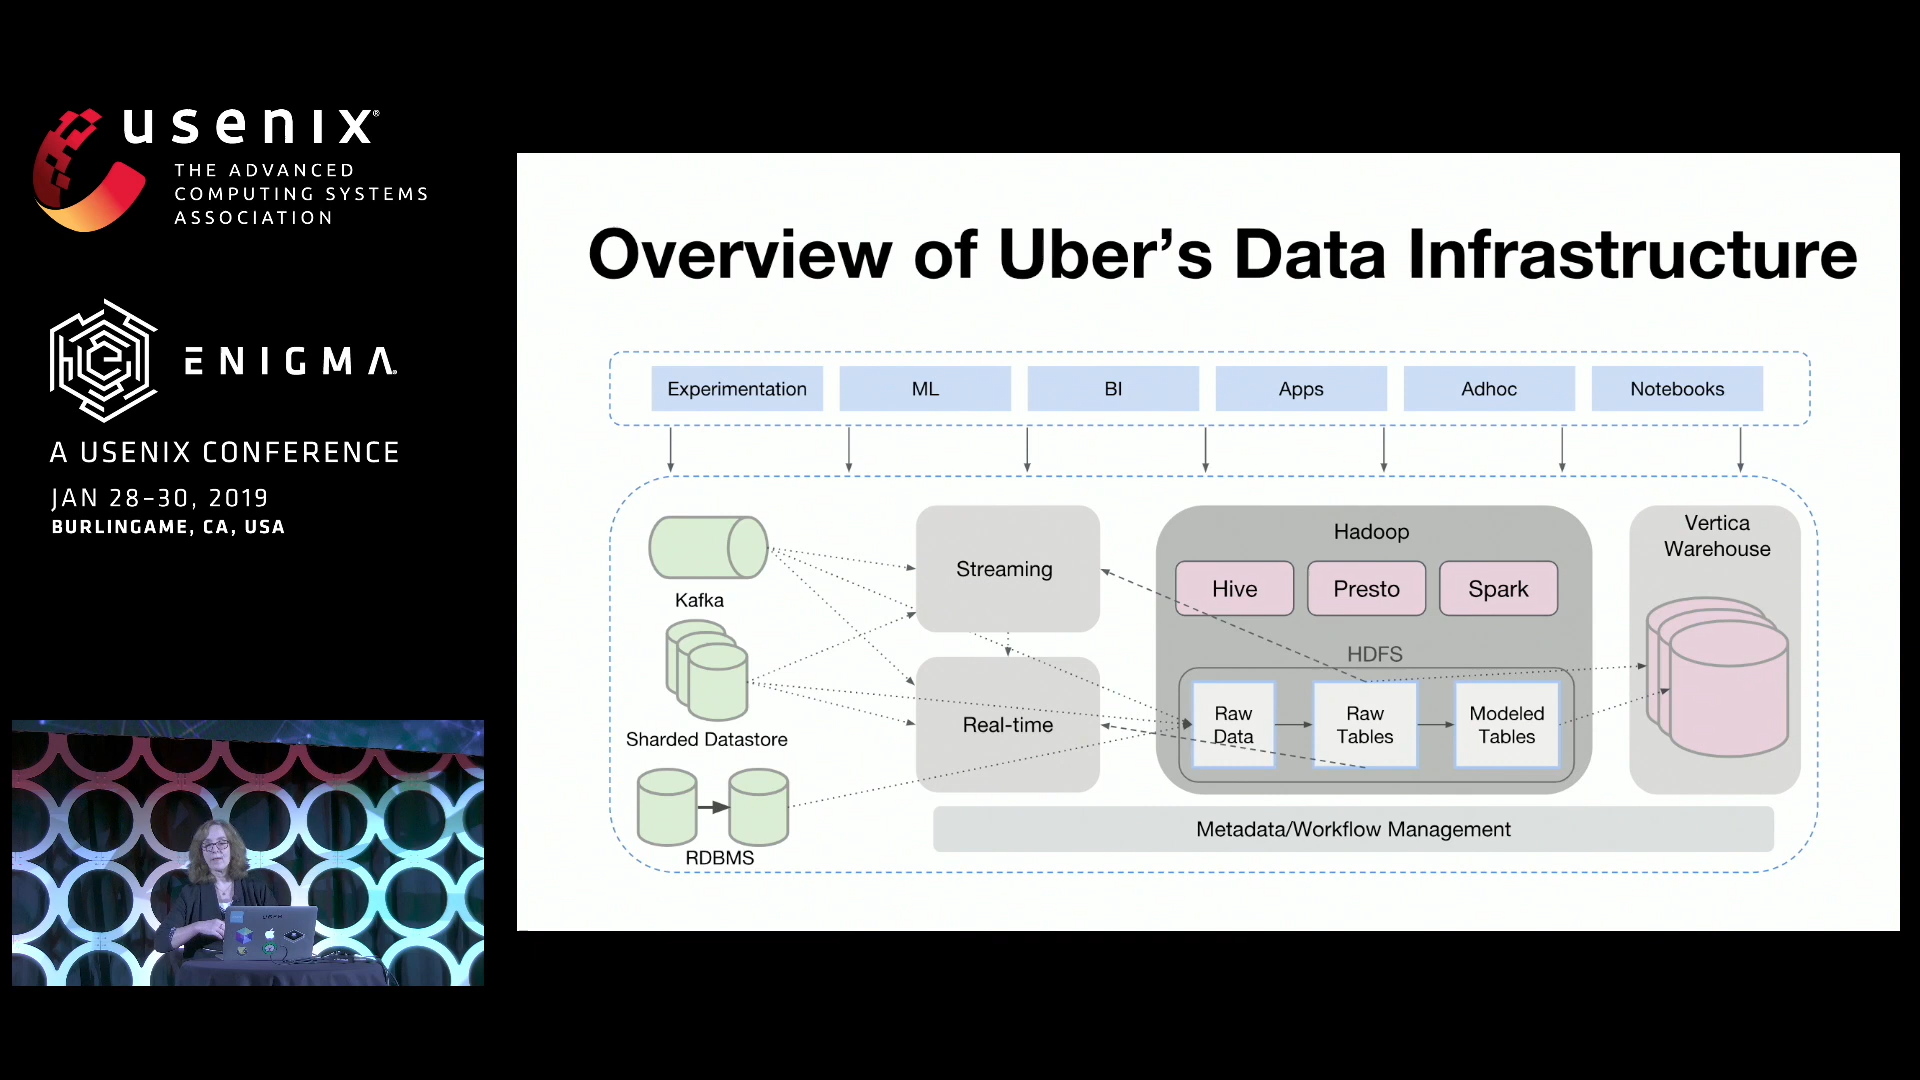 usenix®
THE ADVANCED
COMPUTING SYSTEMS
ASSOCIATION
ENIGMA
A USENIX CONFERENCE
JAN 28–30, 2019
BURLINGAME, CA, USA
Overview of Uber’s Data Infrastructure
Experimentation
ML
BI
Apps
Adhoc
Notebooks
Kafka
Sharded Datastore
RDBMS
Streaming
Real-time
Hadoop
Hive
Presto
Spark
HDFS
Raw
Data
Raw
Tables
Modeled
Tables
Vertica
Warehouse
Metadata/Workflow Management